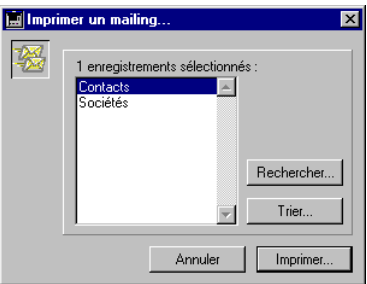 Imprimer un mailing...
1 enregistrements sélectionnés :
Contacts
Sociétés
Rechercher...
Trier...
Annuler
Imprimer...